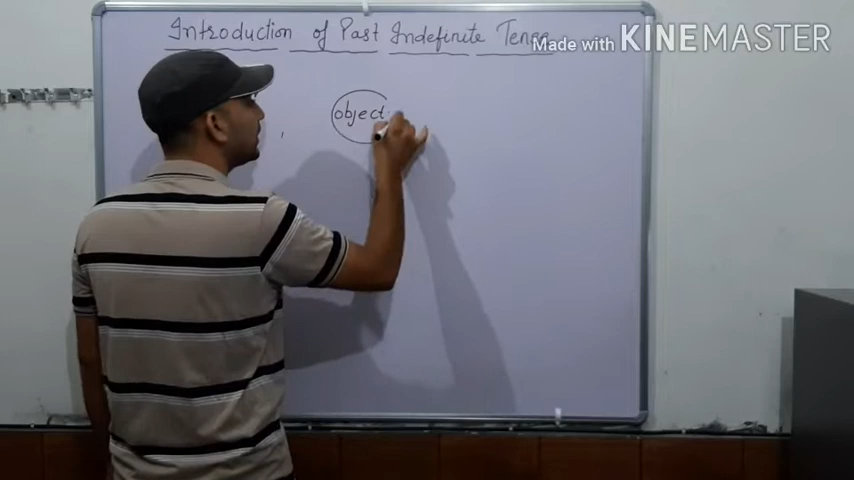 Introduction of Past Indefinite Tense
Made with KINEMASTER
object